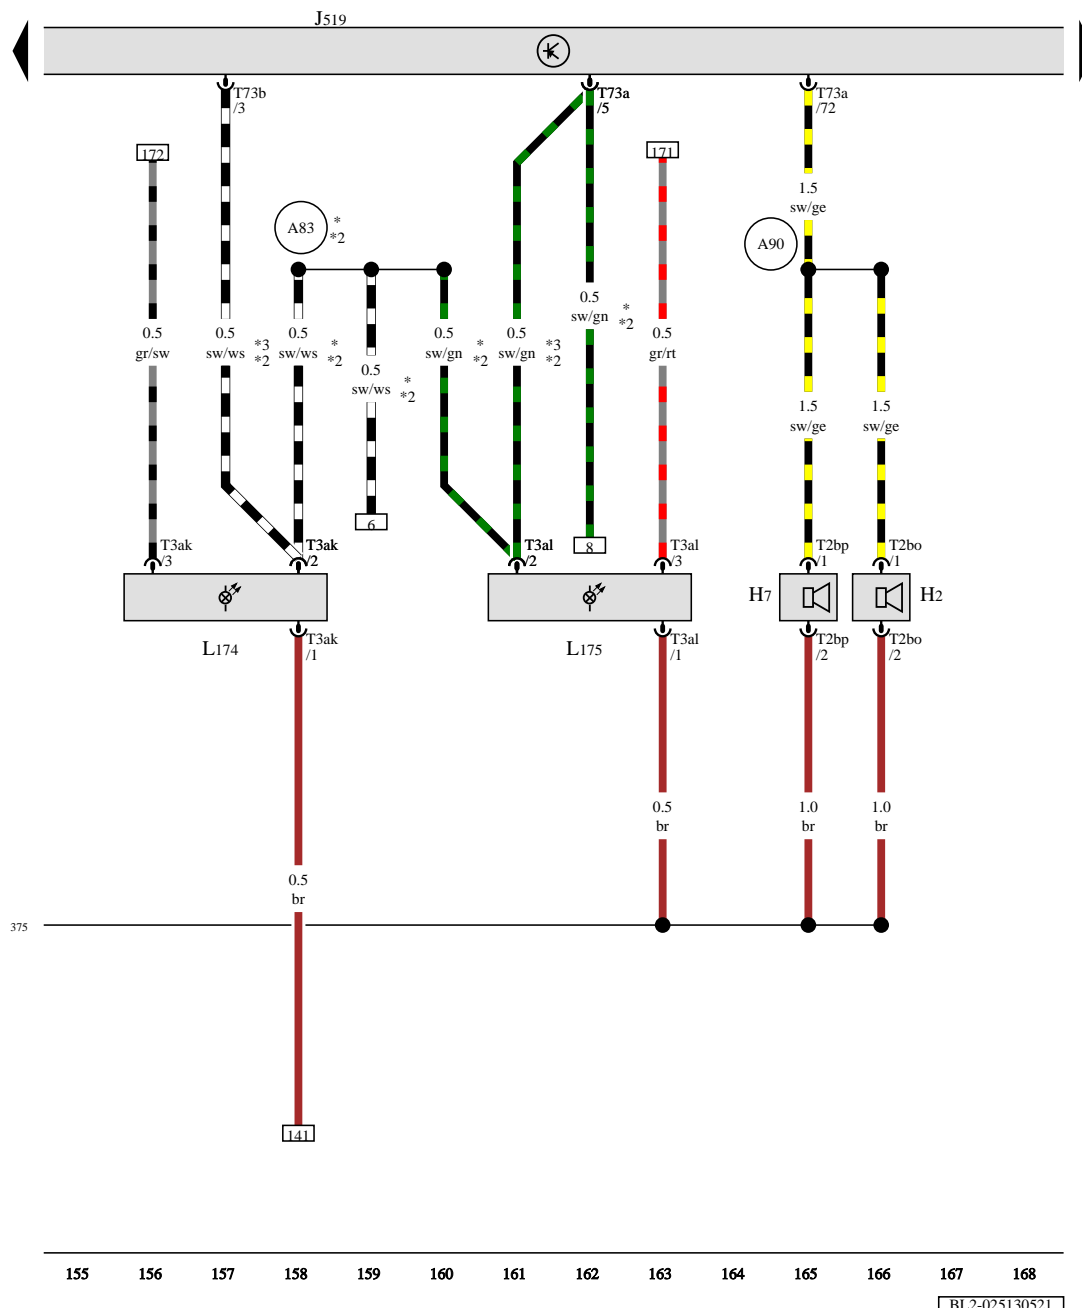 J519
T73b
/3
T73a
/5
T73a
/72
172
171
1.5
sw/ge
A83
*
*2
A90
0.5
sw/gn
*
*2
0.5
gr/sw
0.5
sw/ws
*3
*2
0.5
sw/ws
*
*2
0.5
sw/ws
*
*2
0.5
sw/gn
*
*2
0.5
sw/gn
*3
*2
0.5
gr/rt
1.5
sw/ge
1.5
sw/ge
6
8
T3ak
/3
T3ak
/2
T3al
/2
T3al
/3
T2bp
/1
T2bo
/1
H7
H2
L174
T3ak
/1
L175
T3al
/1
T2bp
/2
T2bo
/2
0.5
br
1.0
br
1.0
br
0.5
br
375
141
155 156 157 158 159 160 161 162 163 164 165 166 167 168
BL2-025130521